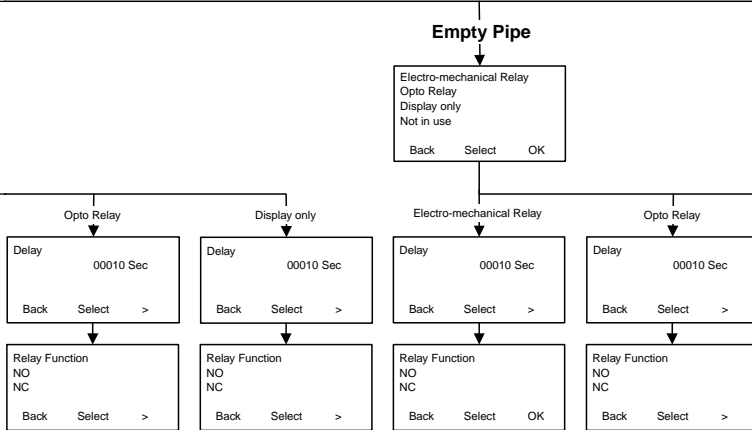 Empty Pipe
Electro-mechanical Relay
Opto Relay
Display only
Not in use
Back Select OK
Opto Relay
Display only
Electro-mechanical Relay
Opto Relay
Delay
00010 Sec
Back Select >
Delay
00010 Sec
Back Select >
Delay
00010 Sec
Back Select >
Delay
00010 Sec
Back Select >
Relay Function
NO
NC
Back Select >
Relay Function
NO
NC
Back Select >
Relay Function
NO
NC
Back Select OK
Relay Function
NO
NC
Back Select >